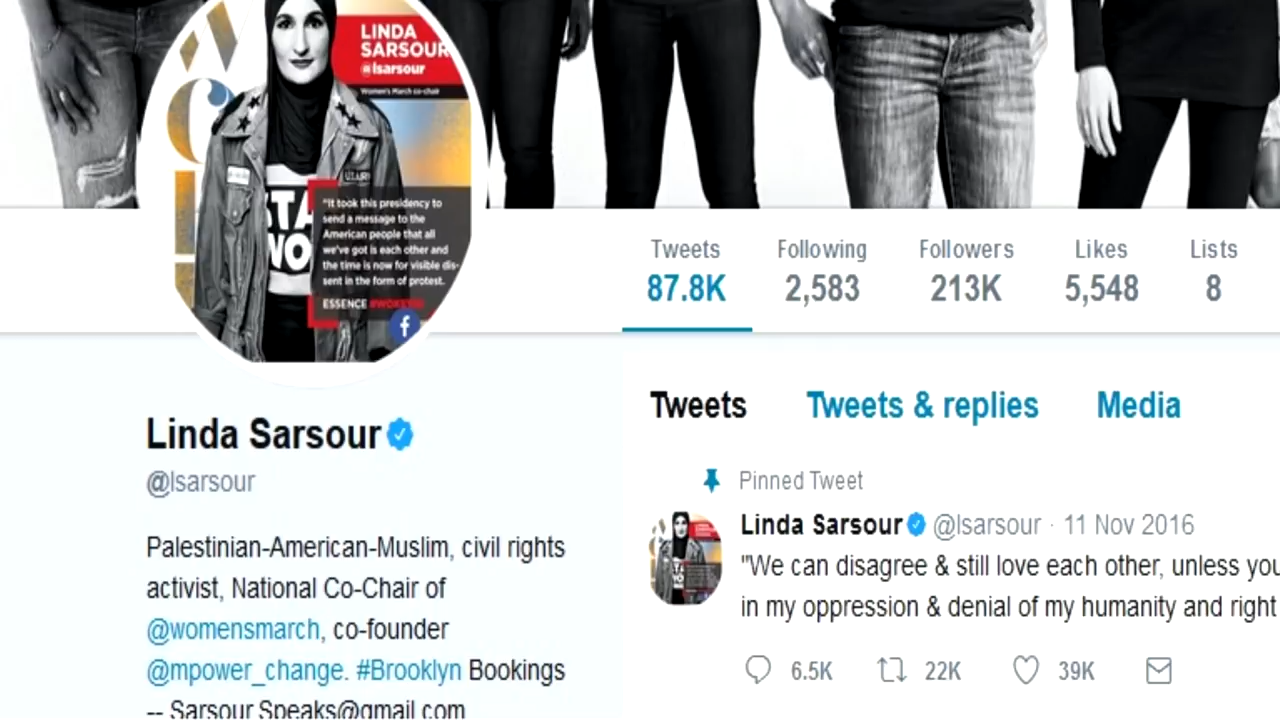 LINDA
SARSOUR
@lsarsour
Women's March co-chair
"It took this presidency to
send a message to the
American people that all
we've got is each other and
the time is now for visible dis-
sent in the form of protest.
ESSENCE
Tweets Following Followers Likes Lists
87.8K 2,583 213K 5,548 8
Tweets Tweets & replies Media
Linda Sarsour
@lsarsour
Palestinian-American-Muslim, civil rights
activist, National Co-Chair of
@womensmarch, co-founder
@mpower_change. #Brooklyn Bookings
-- Sarsour.Speaks@gmail.com
Pinned Tweet
Linda Sarsour @lsarsour · 11 Nov 2016
"We can disagree & still love each other, unless you
in my oppression & denial of my humanity and right
6.5K 22K 39K